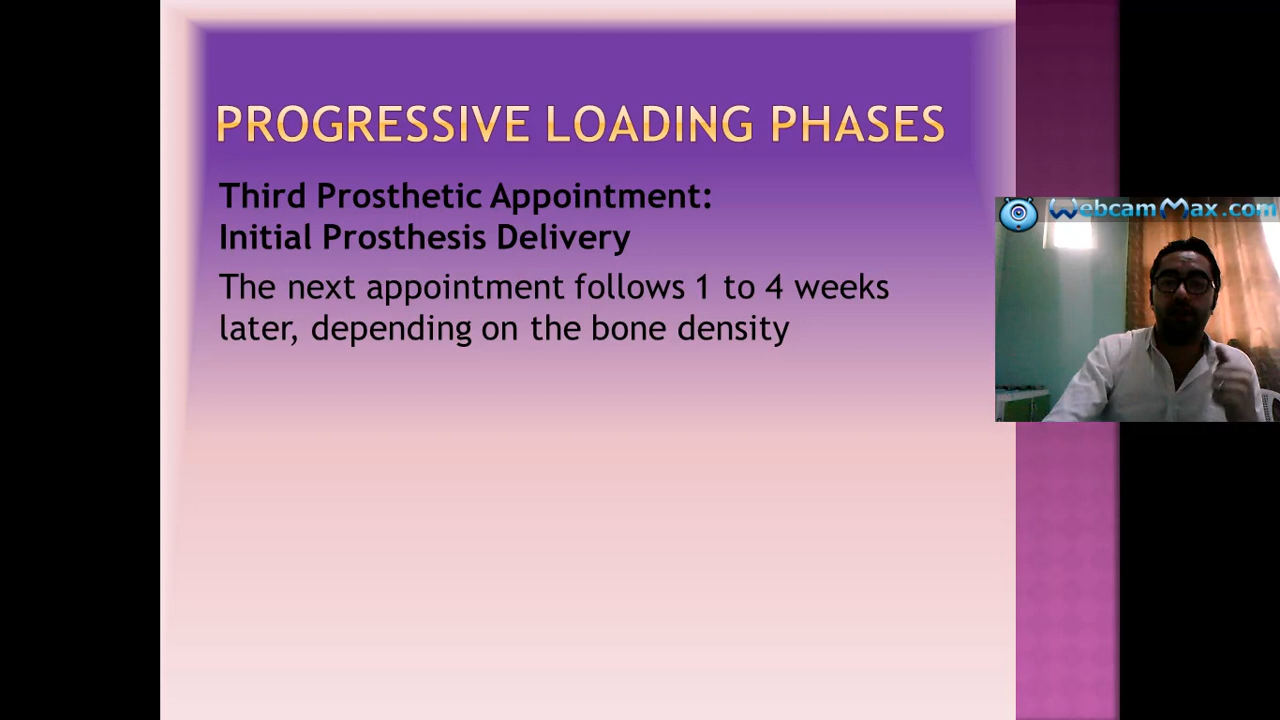 PROGRESSIVE LOADING PHASES
Third Prosthetic Appointment:
Initial Prosthesis Delivery
The next appointment follows 1 to 4 weeks
later, depending on the bone density
WebcamMax.com